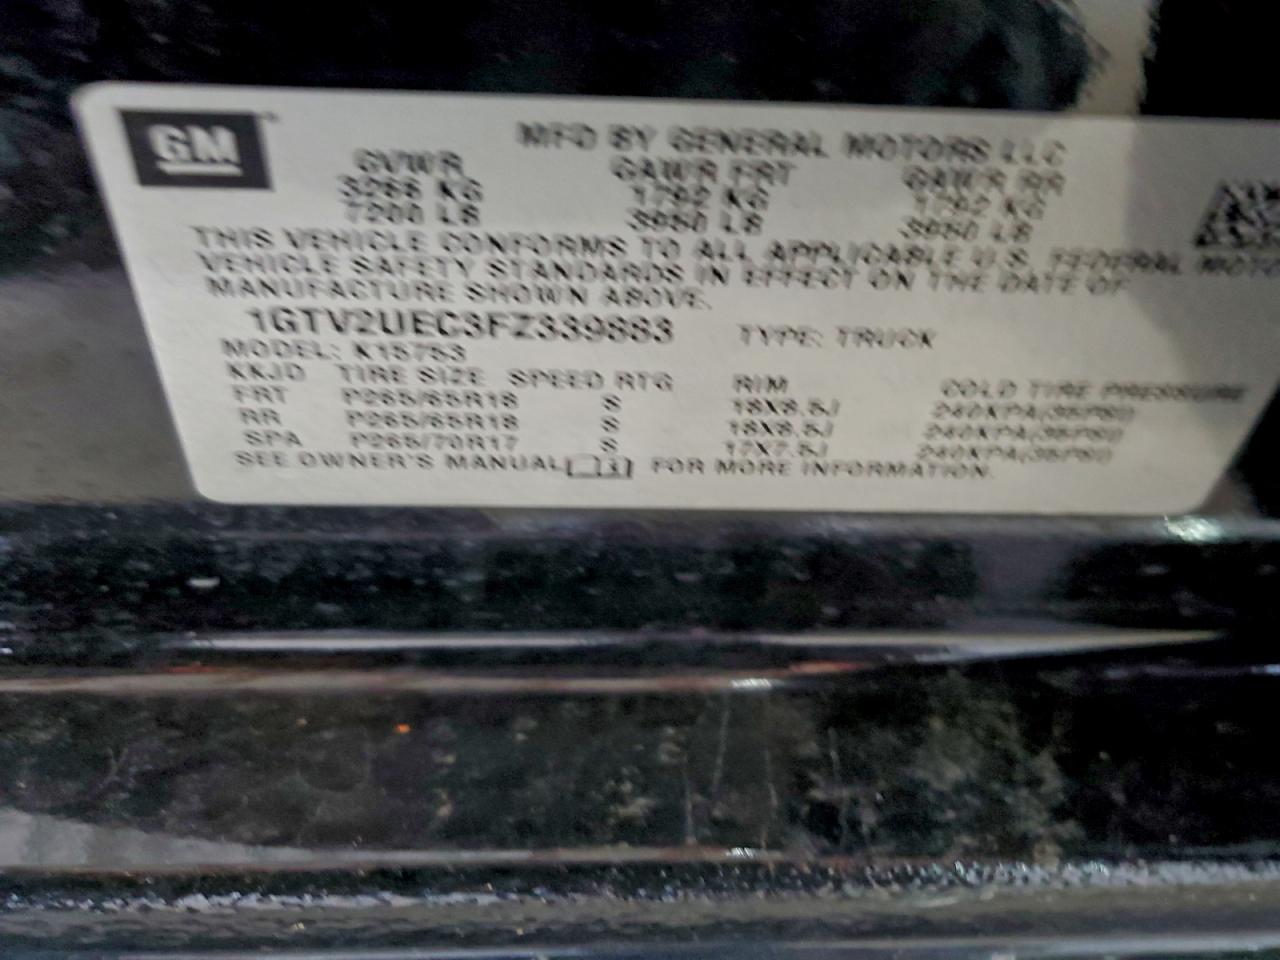 GM
MFD BY GENERAL MOTORS LLC
GVWR GAWR FRT GAWR RR
3266 KG 1792 KG 1792 KG
7200 LB 3950 LB 3950 LB
THIS VEHICLE CONFORMS TO ALL APPLICABLE U.S. FEDERAL MOTO
VEHICLE SAFETY STANDARDS IN EFFECT ON THE DATE OF
MANUFACTURE SHOWN ABOVE.
1GTV2UEC3FZ339883 TYPE: TRUCK
MODEL: K15753
KKJD TIRE SIZE SPEED RTG RIM COLD TIRE PRESSURE
FRT P265/65R18 S 18X8.5J 240KPA(35PSI)
RR P265/65R18 S 18X8.5J 240KPA(35PSI)
SPA P265/70R17 S 17X7.5J 240KPA(35PSI)
SEE OWNER'S MANUAL FOR MORE INFORMATION.